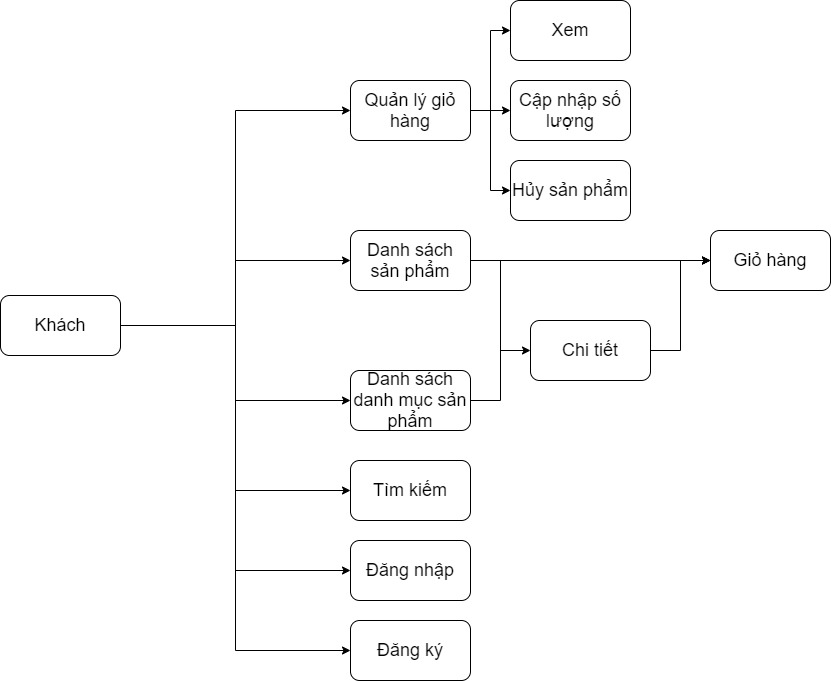 Xem
Quản lý giỏ
hàng
Cập nhập số
lượng
Hủy sản phẩm
Danh sách
sản phẩm
Giỏ hàng
Khách
Chi tiết
Danh sách
danh mục sản
phẩm
Tìm kiếm
Đăng nhập
Đăng ký